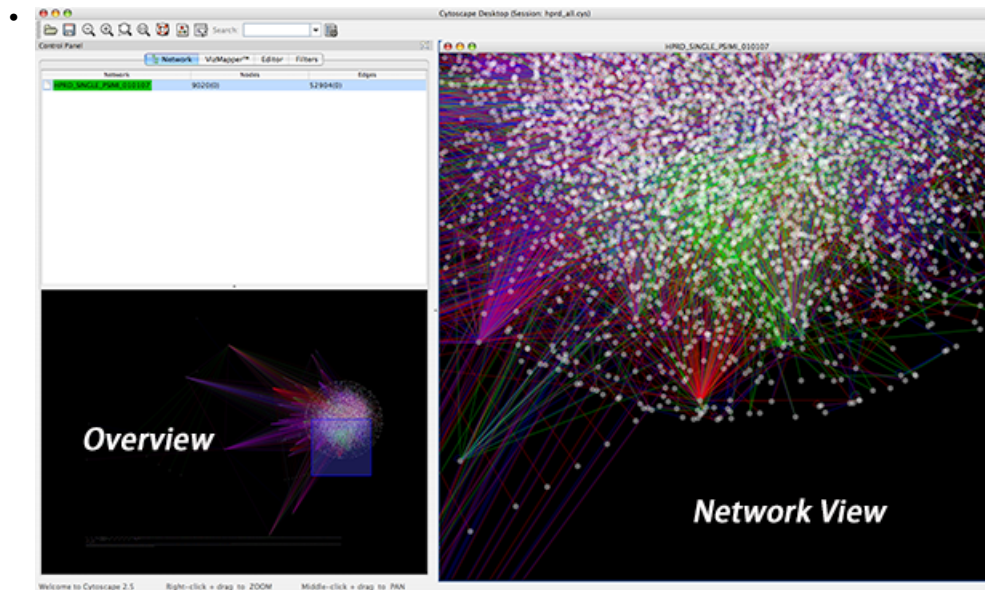 Cytoscape Desktop (Session: hprd_all.cys)
Search:
Control Panel
HPRD_SINGLE_PSIMI_010107
Network VizMapper™ Editor Filters
Network Nodes Edges
HPRD_SINGLE_PSIMI_010107 9020(0) 52904(0)
Overview
Network View
Welcome to Cytoscape 2.5 Right-click + drag to ZOOM Middle-click + drag to PAN